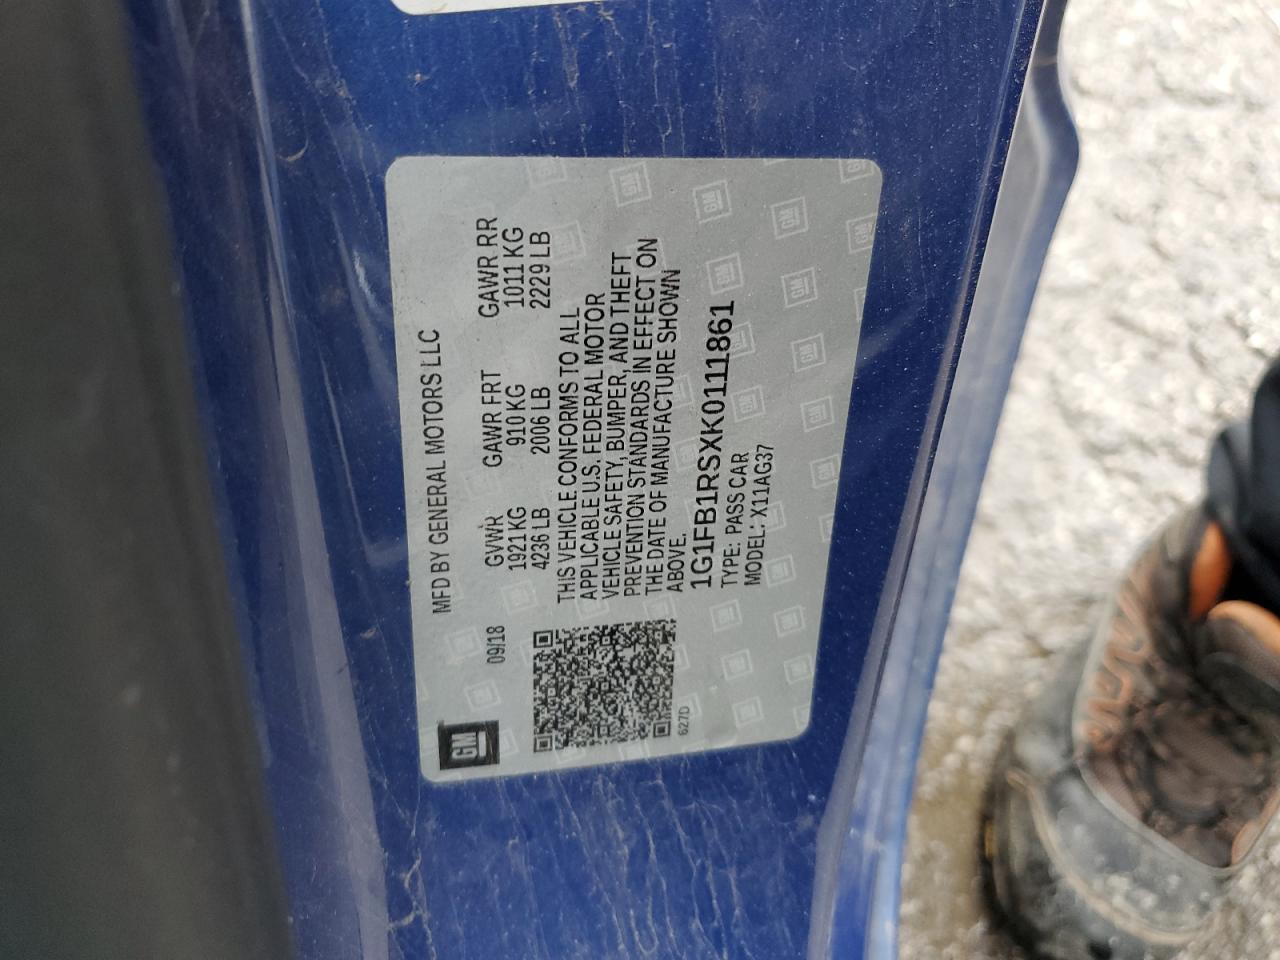 GM
MFD BY GENERAL MOTORS LLC
09/18
GVWR GAWR FRT GAWR RR
1921 KG 910 KG 1011 KG
4236 LB 2006 LB 2229 LB
THIS VEHICLE CONFORMS TO ALL
APPLICABLE U.S. FEDERAL MOTOR
VEHICLE SAFETY, BUMPER, AND THEFT
PREVENTION STANDARDS IN EFFECT ON
THE DATE OF MANUFACTURE SHOWN
ABOVE.
627D
1G1FB1RSXK0111861
TYPE: PASS CAR
MODEL: X11AG37